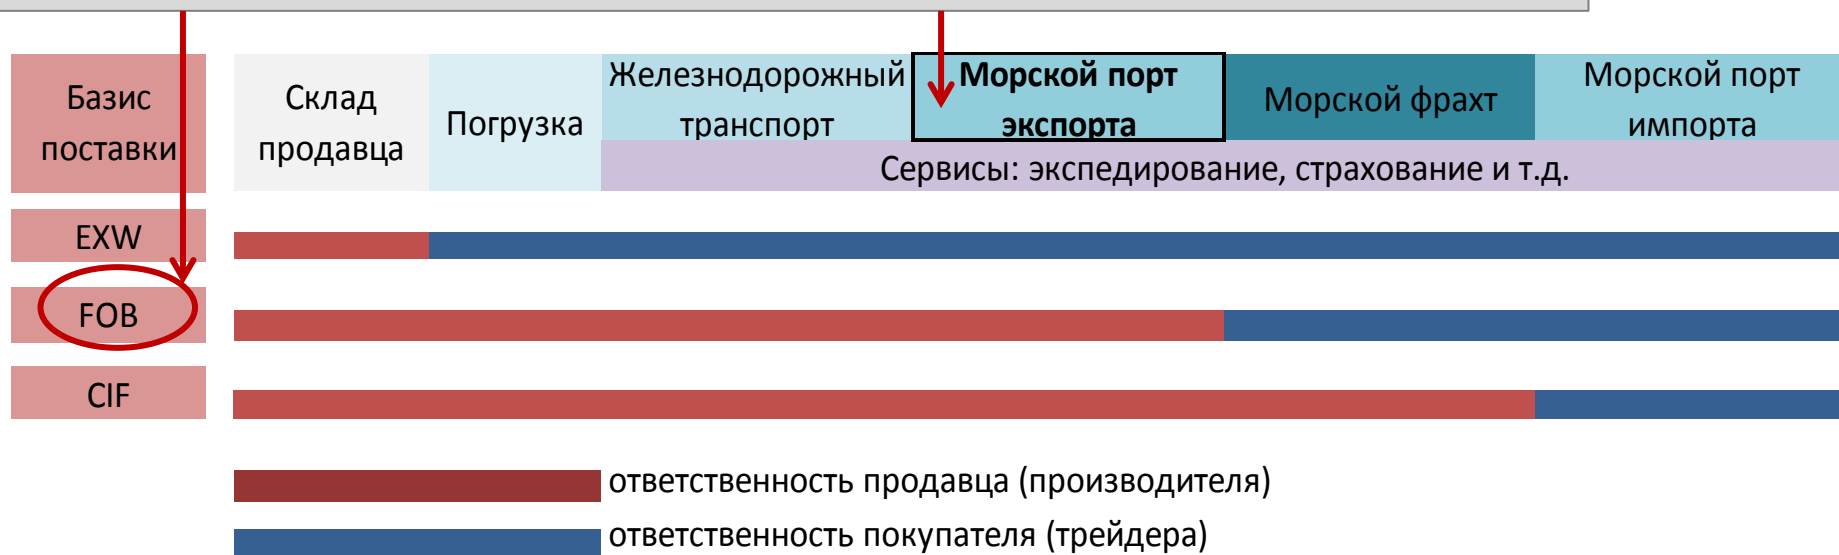 Базис
поставки
Склад
продавца
Погрузка
Железнодорожный
транспорт
Морской порт
экспорта
Морской фрахт
Морской порт
импорта
Сервисы: экспедирование, страхование и т.д.
EXW
FOB
CIF
ответственность продавца (производителя)
ответственность покупателя (трейдера)